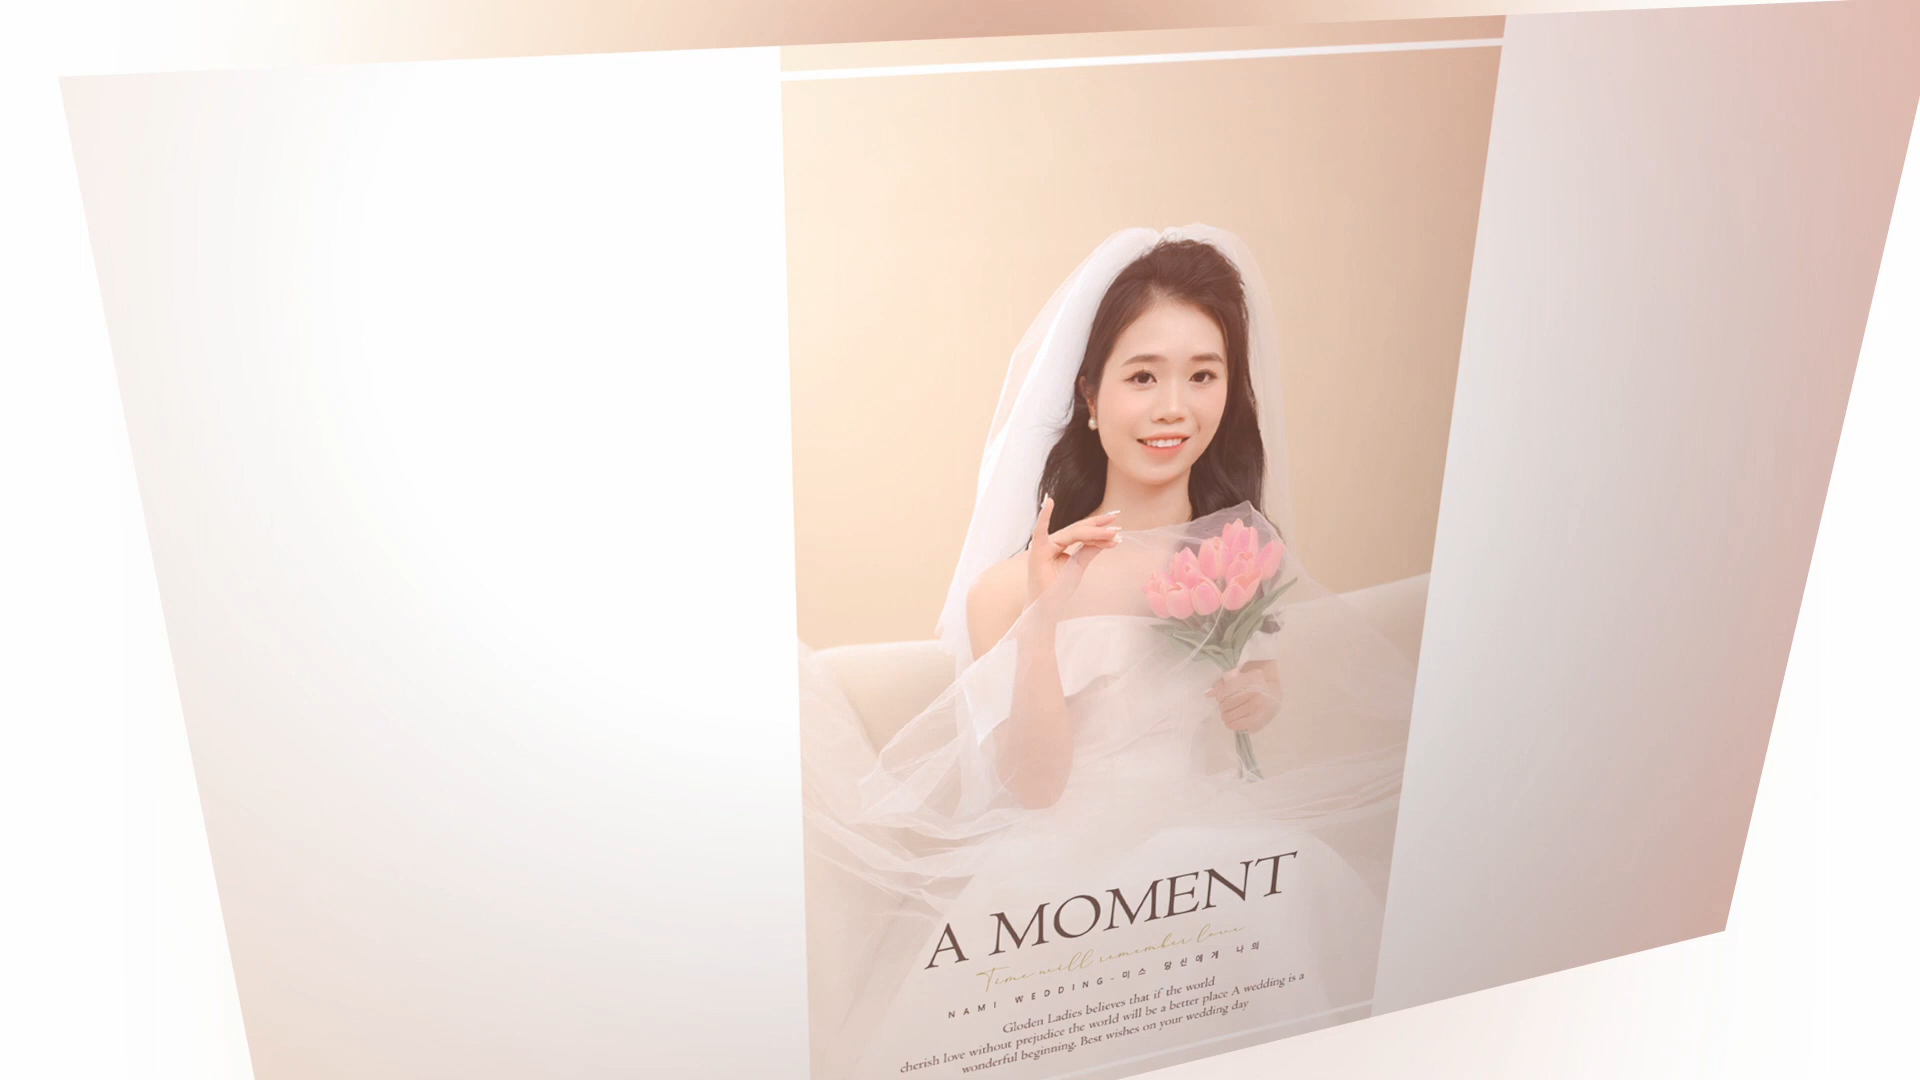 A MOMENT
Time will remember love
NAMI WEDDING-미스 당신에게 나의
Gloden Ladies believes that if the world
cherish love without prejudice the world will be a better place A wedding is a
wonderful beginning. Best wishes on your wedding day